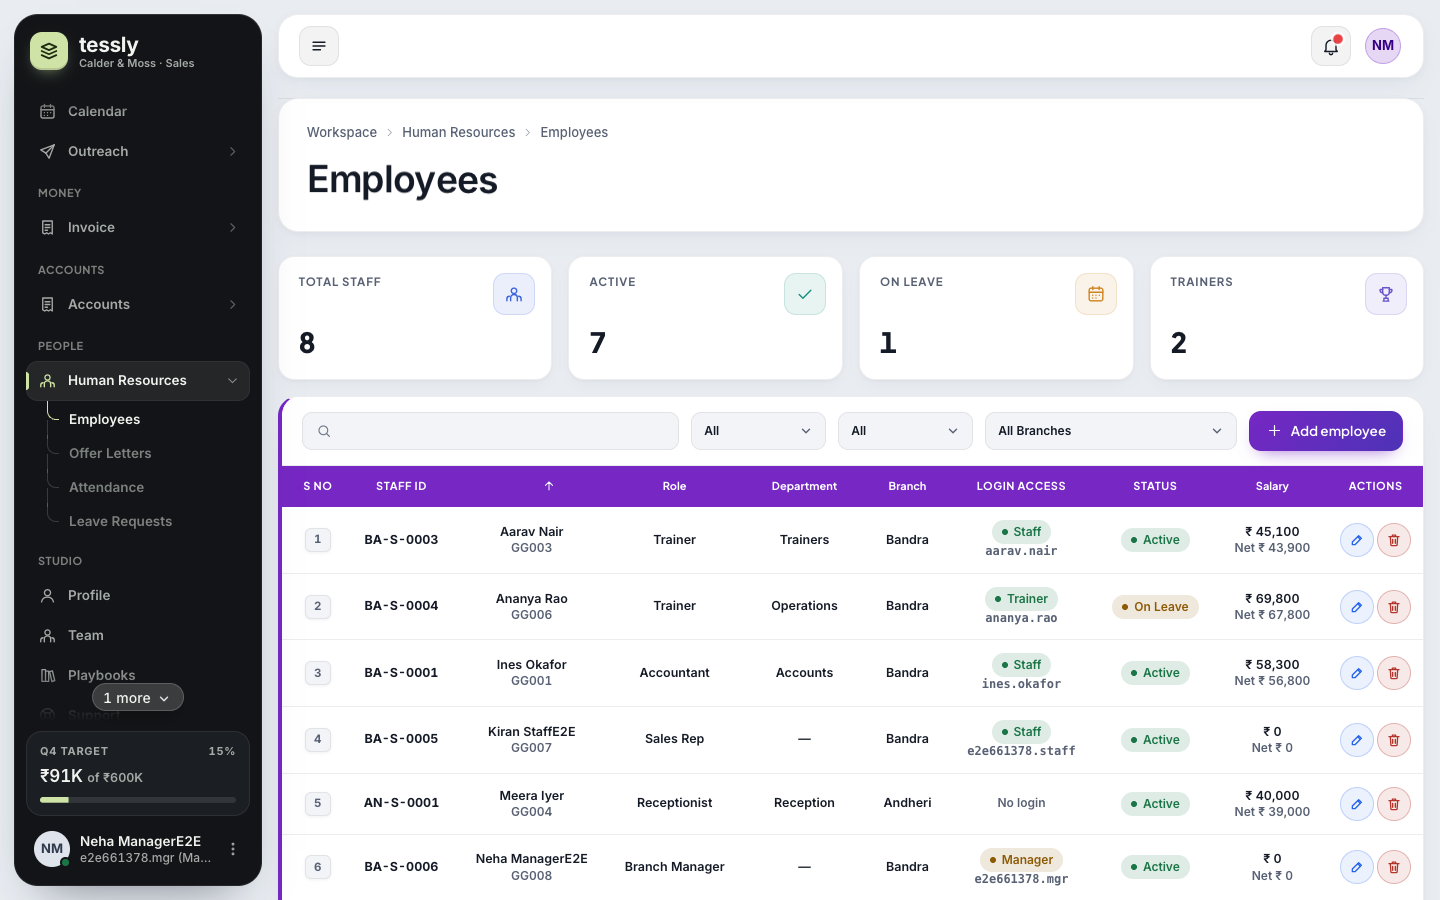 tessly
Calder & Moss · Sales
Calendar
Outreach
MONEY
Invoice
ACCOUNTS
Accounts
PEOPLE
Human Resources
Employees
Offer Letters
Attendance
Leave Requests
STUDIO
Profile
Team
Playbooks
1 more
Support
Q4 TARGET 15%
₹91K of ₹600K
NM Neha ManagerE2E
e2e661378.mgr (Ma...
NM
Workspace > Human Resources > Employees
Employees
TOTAL STAFF
8
ACTIVE
7
ON LEAVE
1
TRAINERS
2
All All All Branches + Add employee
S NO STAFF ID ↑ Role Department Branch LOGIN ACCESS STATUS Salary ACTIONS
1 BA-S-0003 Aarav Nair GG003 Trainer Trainers Bandra Staff aarav.nair Active ₹ 45,100 Net ₹ 43,900
2 BA-S-0004 Ananya Rao GG006 Trainer Operations Bandra Trainer ananya.rao On Leave ₹ 69,800 Net ₹ 67,800
3 BA-S-0001 Ines Okafor GG001 Accountant Accounts Bandra Staff ines.okafor Active ₹ 58,300 Net ₹ 56,800
4 BA-S-0005 Kiran StaffE2E GG007 Sales Rep — Bandra Staff e2e661378.staff Active ₹ 0 Net ₹ 0
5 AN-S-0001 Meera Iyer GG004 Receptionist Reception Andheri No login Active ₹ 40,000 Net ₹ 39,000
6 BA-S-0006 Neha ManagerE2E GG008 Branch Manager — Bandra Manager e2e661378.mgr Active ₹ 0 Net ₹ 0